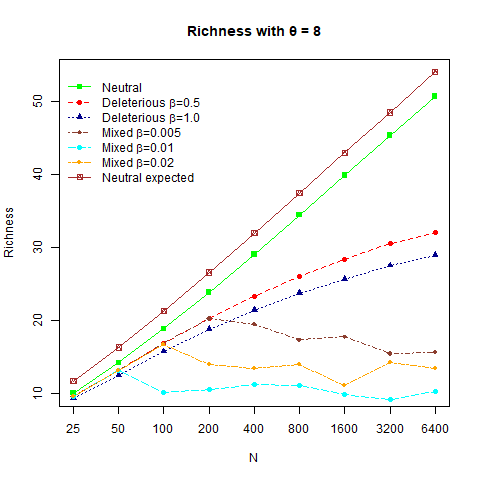 Richness with θ = 8
Neutral
Deleterious β=0.5
Deleterious β=1.0
Mixed β=0.005
Mixed β=0.01
Mixed β=0.02
Neutral expected
Richness
50
40
30
20
10
25 50 100 200 400 800 1600 3200 6400
N